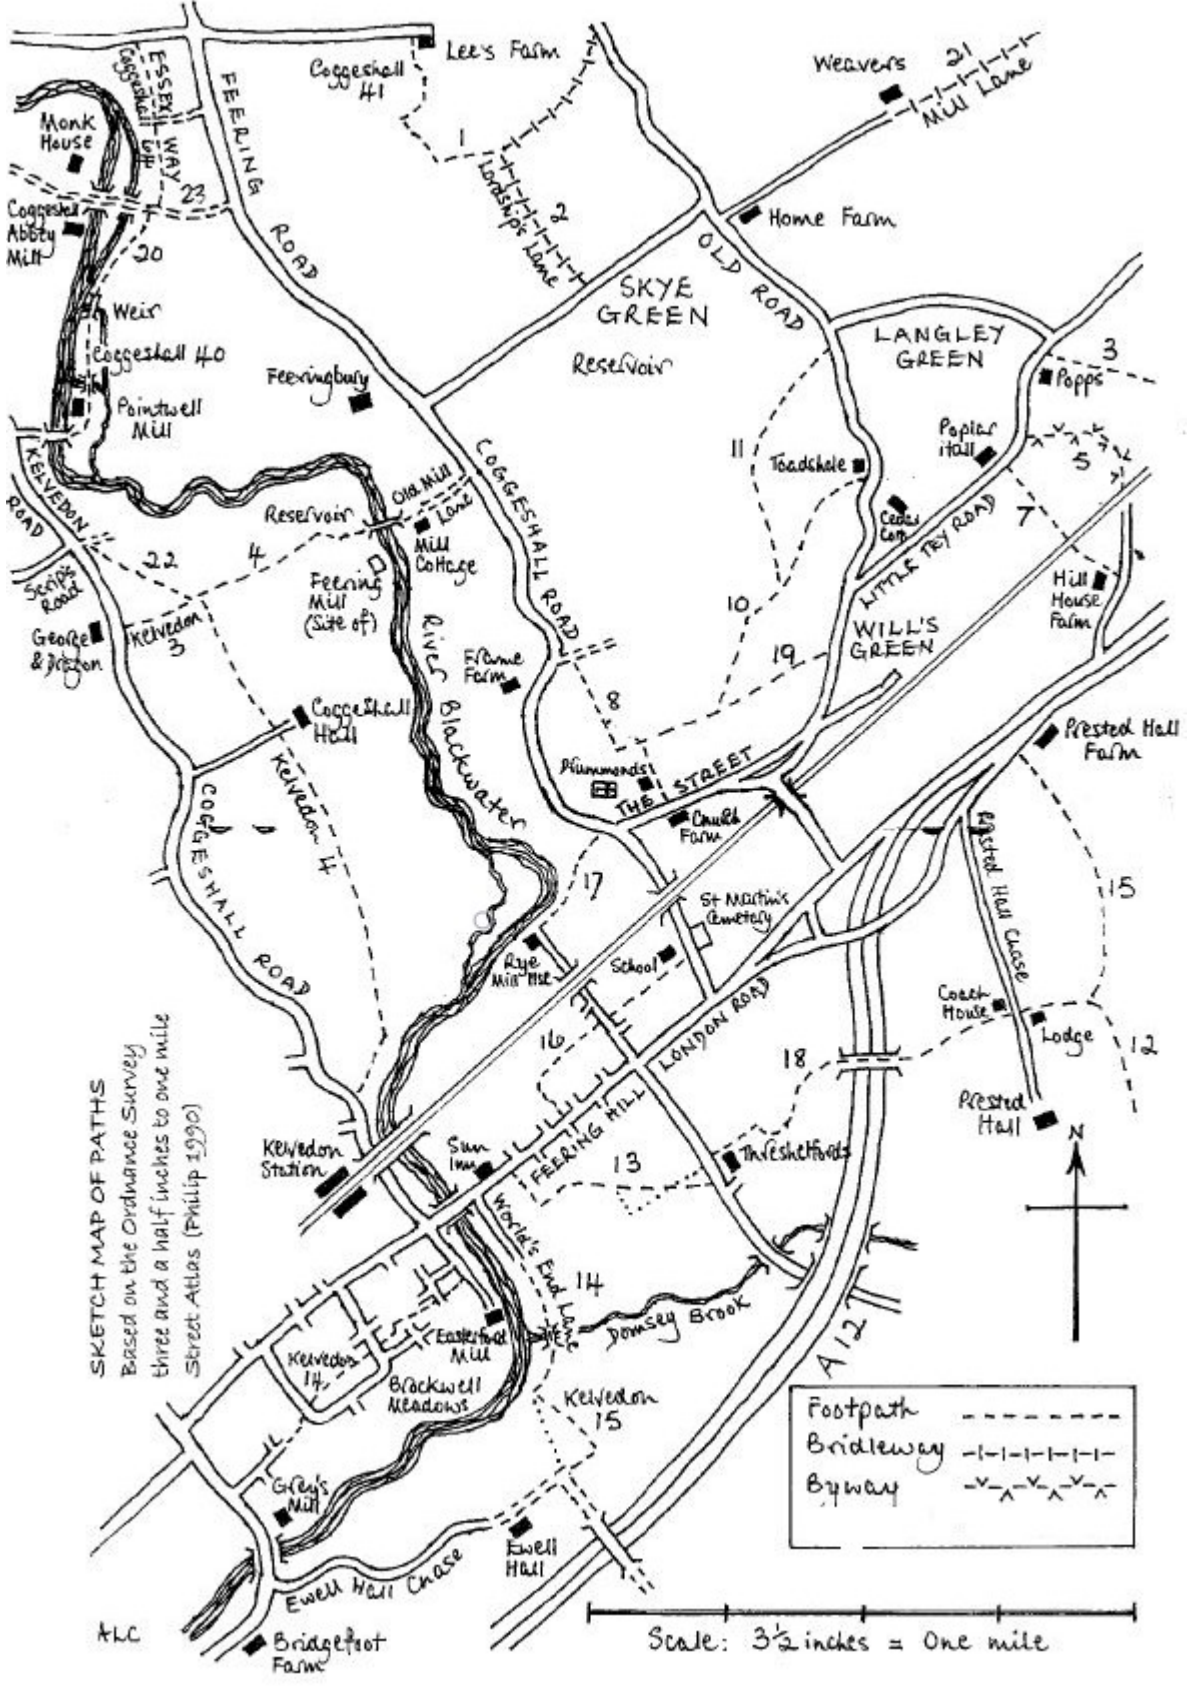 Lee's Farm
Coggeshall
41
Weavers
21
Mill Lane
ESSEX WAY
Coggeshall
FEERING ROAD
Monk
House
1
Lordship's Lane
2
23
Coggeshall
Abbey
Mill
20
Home Farm
OLD ROAD
SKYE
GREEN
Weir
Reservoir
LANGLEY
GREEN
3
Popps
Coggeshall 40
Feeringbury
Pointwell
Mill
11
Toadshole
Poplar
Hall
5
KELVEDON
ROAD
Old Mill
Lane
COGGESHALL ROAD
Reservoir
Mill
Cottage
Cedar
LITTLE TEY ROAD
7
22
4
Scrip's
Road
Feering
Mill
(Site of)
10
Hill
House
Farm
WILL'S
GREEN
George
& Dragon
Kelvedon
3
River Blackwater
Frame
Farm
19
8
Coggeshall
Hall
Prested Hall
Farm
Kelvedon 4
Drummonds
THE STREET
Church
Farm
COGGESHALL ROAD
Prested Hall Chase
17
St Martin's
Cemetery
15
School
Rye
Mill Hse
LONDON ROAD
Coach
House
Lodge
16
18
12
Prested
Hall
FEERING HILL
Kelvedon
Station
Sun
Inn
13
Threshelfords
N
World's End Lane
14
SKETCH MAP OF PATHS
Based on the Ordnance Survey
three and a half inches to one mile
Street Atlas (Philip 1990)
Domsey Brook
Easterford
Mill
A12
Kelvedon
14
Brockwell
Meadows
Kelvedon
15
Footpath
Bridleway
Byway
Grey's
Mill
Ewell
Hall
Ewell Hall Chase
ALC
Bridgefoot
Farm
Scale: 3½ inches = One mile